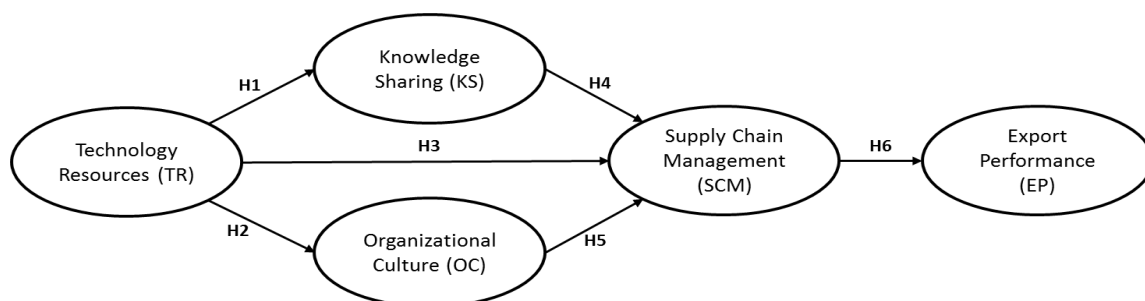 Knowledge
Sharing (KS)
H1
H4
Technology
Resources (TR)
H3
Supply Chain
Management
(SCM)
H6
Export
Performance
(EP)
H2
Organizational
Culture (OC)
H5